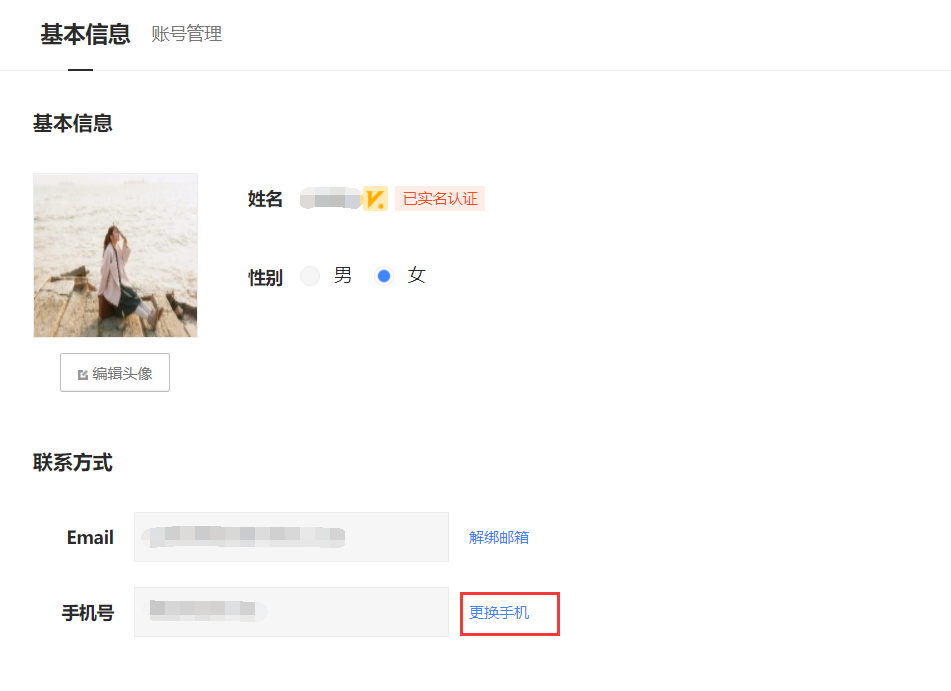 基本信息 账号管理
基本信息
姓名 V. 已实名认证
性别 男 女
编辑头像
联系方式
Email 解绑邮箱
手机号 更换手机